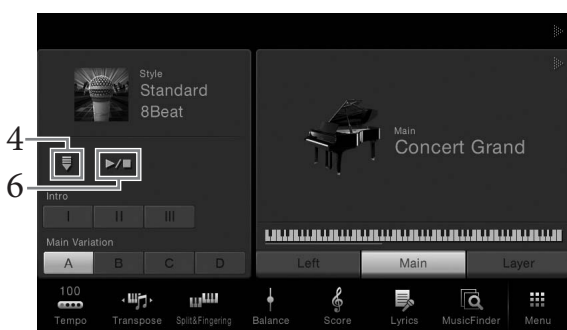 Style
Standard
8Beat
4
6
Intro
I II III
Main Variation
A B C D
Main
Concert Grand
Left Main Layer
100
Tempo Transpose Split&Fingering Balance Score Lyrics MusicFinder Menu